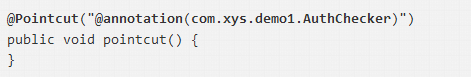 @Pointcut("@annotation(com.xys.demo1.AuthChecker)")
public void pointcut() {
}